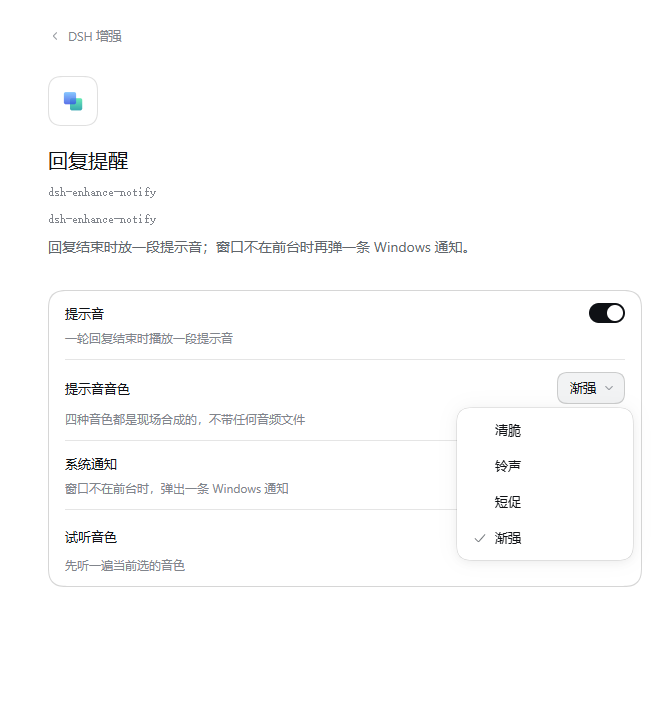 DSH 增强
回复提醒
dsh-enhance-notify
dsh-enhance-notify
回复结束时放一段提示音；窗口不在前台时再弹一条 Windows 通知。
提示音
一轮回复结束时播放一段提示音
提示音音色
渐强
四种音色都是现场合成的，不带任何音频文件
清脆
铃声
系统通知
窗口不在前台时，弹出一条 Windows 通知
短促
渐强
试听音色
先听一遍当前选的音色